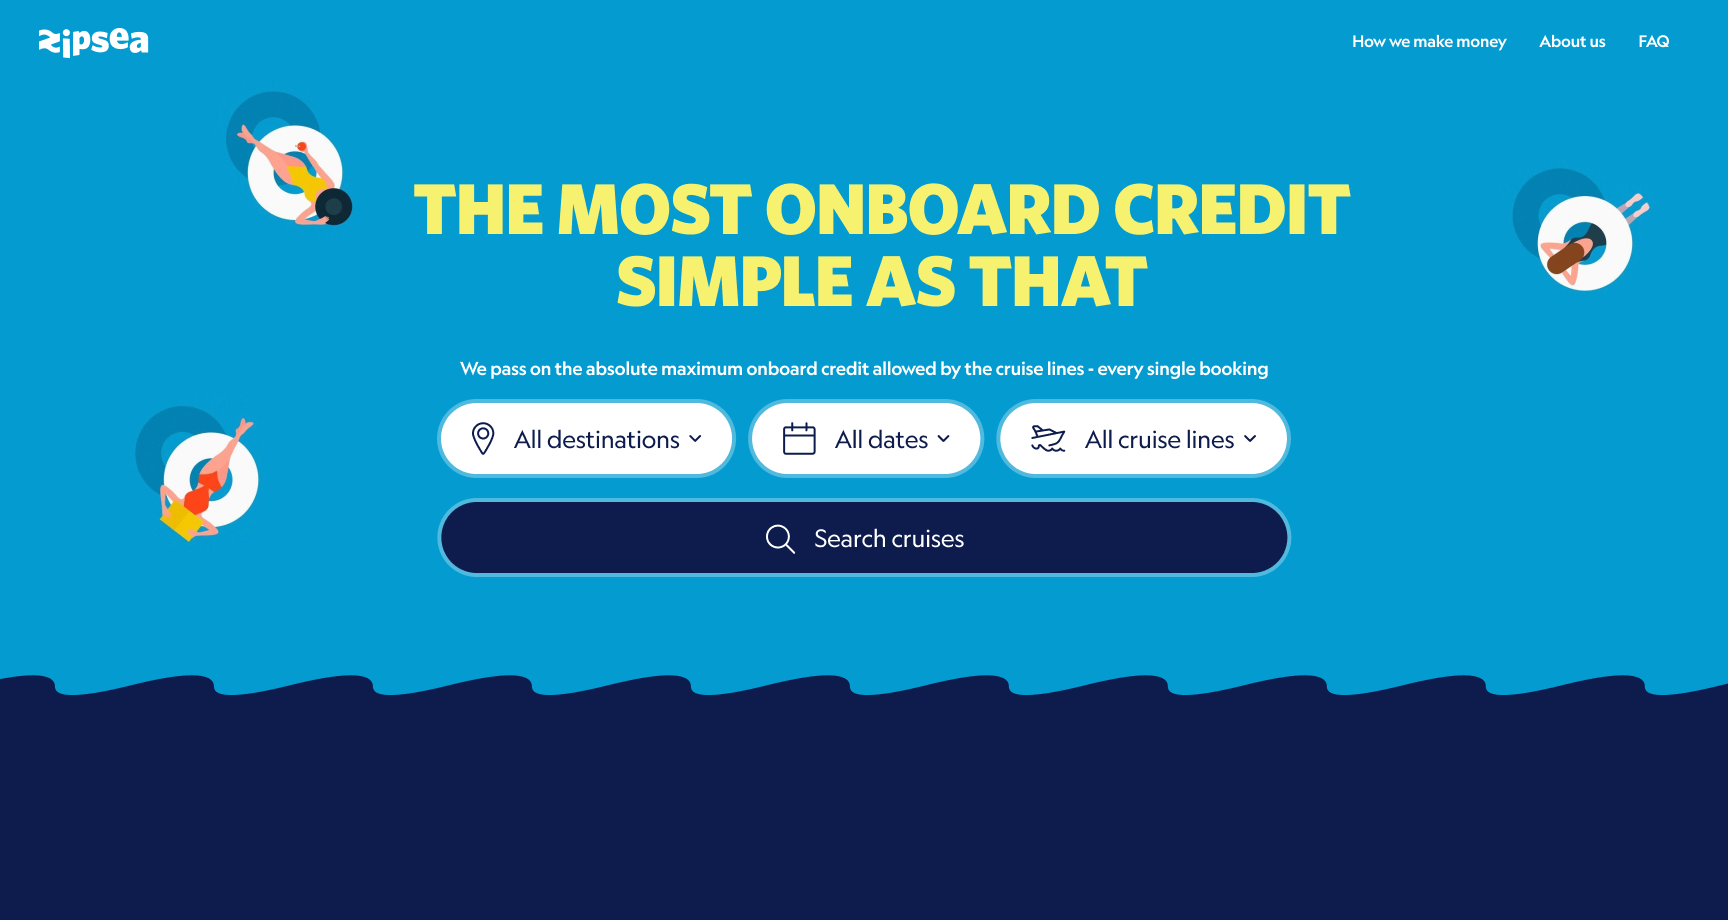 zipsea
How we make money
About us
FAQ
THE MOST ONBOARD CREDIT
SIMPLE AS THAT
We pass on the absolute maximum onboard credit allowed by the cruise lines - every single booking
All destinations
All dates
All cruise lines
Search cruises